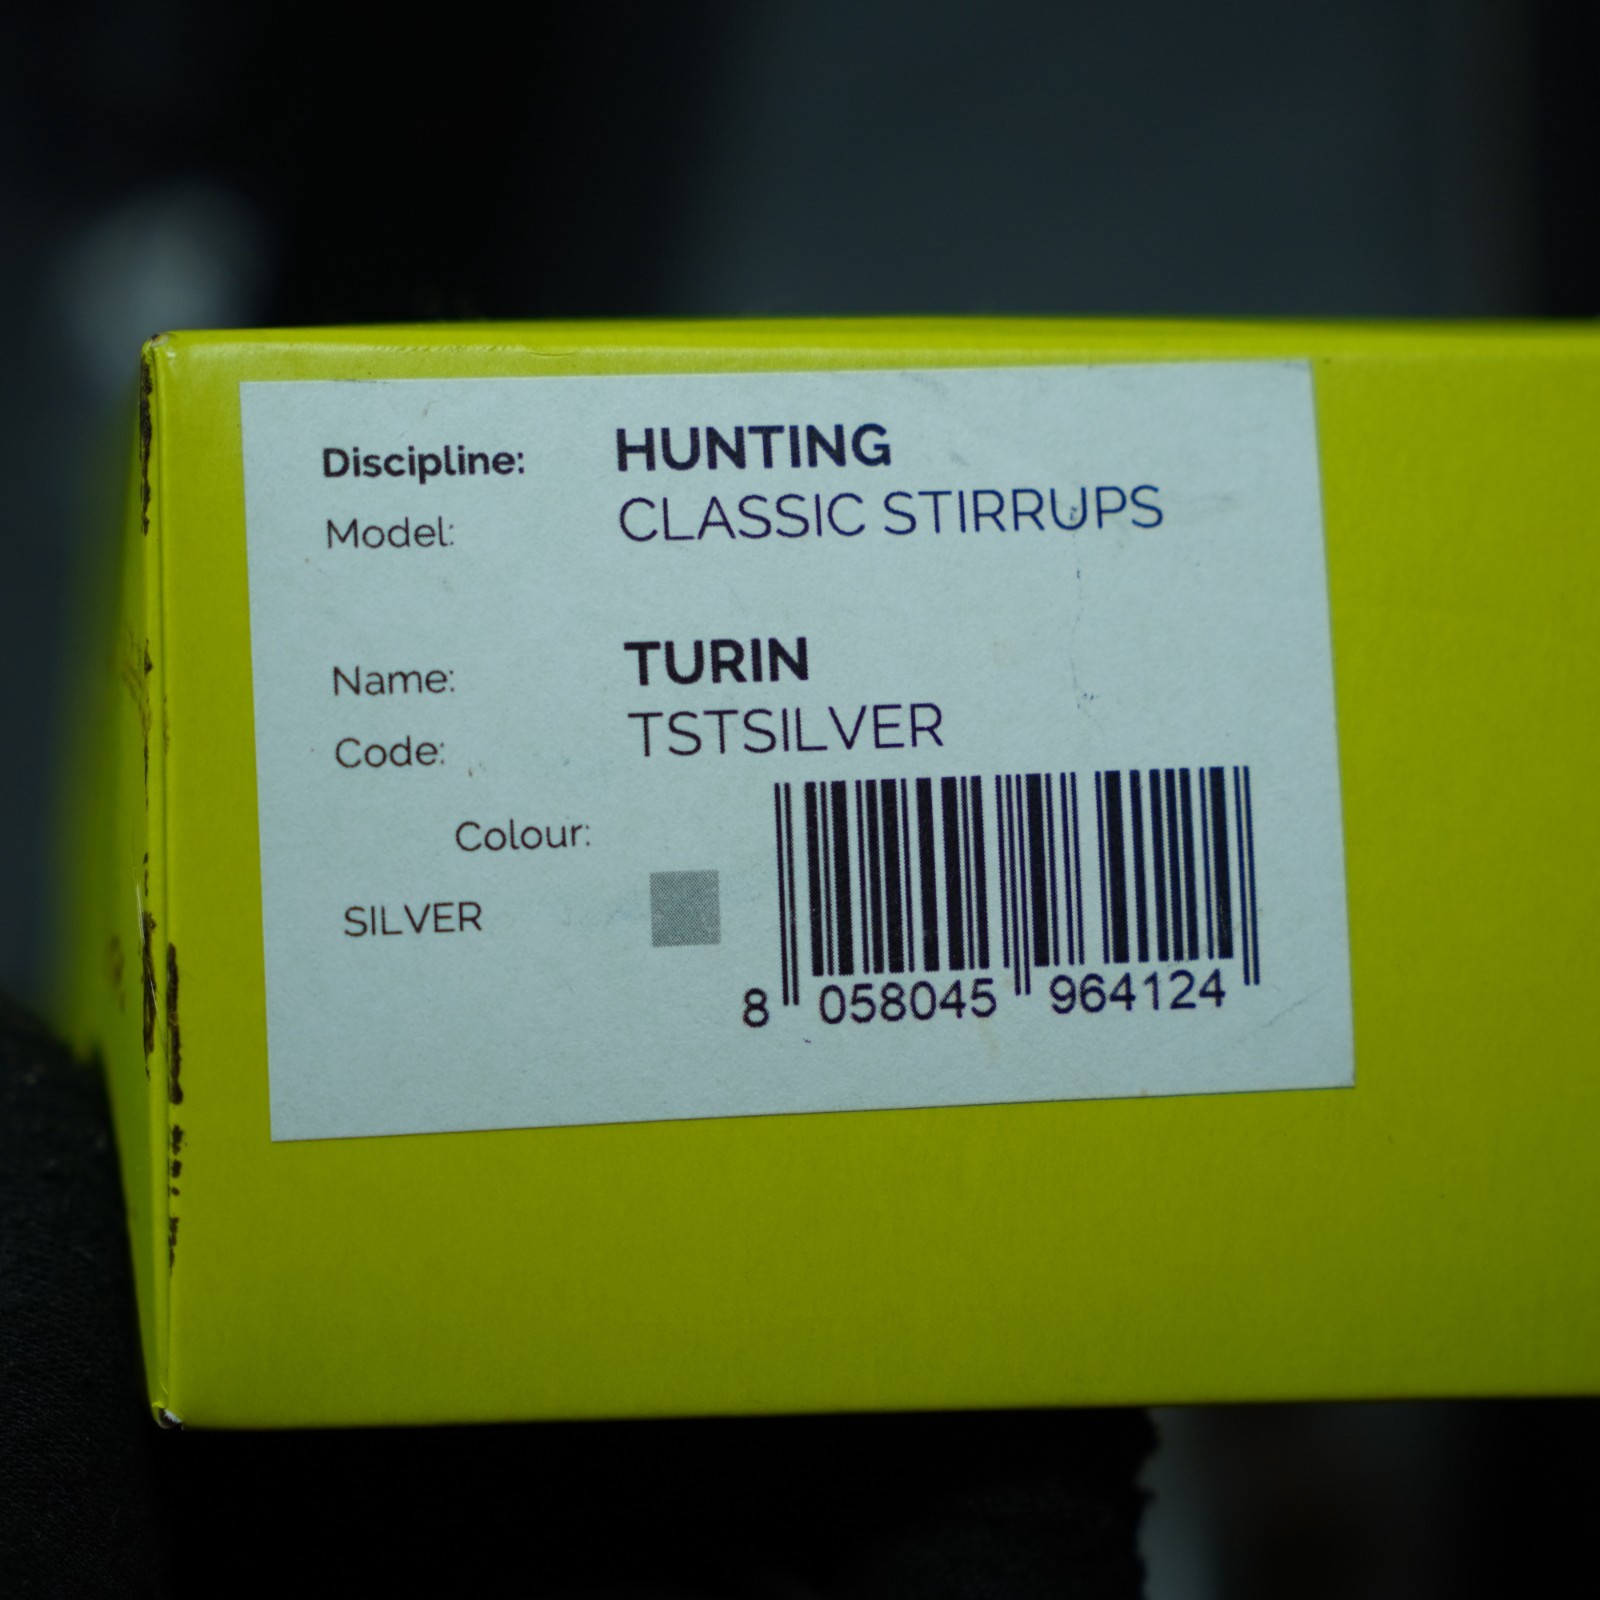 Discipline: HUNTING
Model: CLASSIC STIRRUPS
Name: TURIN
Code: TSTSILVER
Colour:
SILVER
8 058045 964124